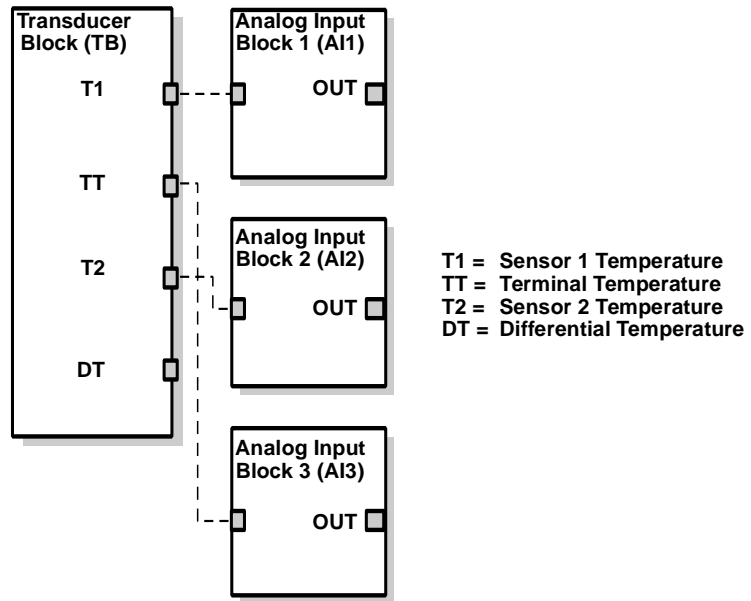 Transducer
Block (TB)
T1
TT
T2
DT
Analog Input
Block 1 (AI1)
OUT
Analog Input
Block 2 (AI2)
OUT
Analog Input
Block 3 (AI3)
OUT
T1 = Sensor 1 Temperature
TT = Terminal Temperature
T2 = Sensor 2 Temperature
DT = Differential Temperature